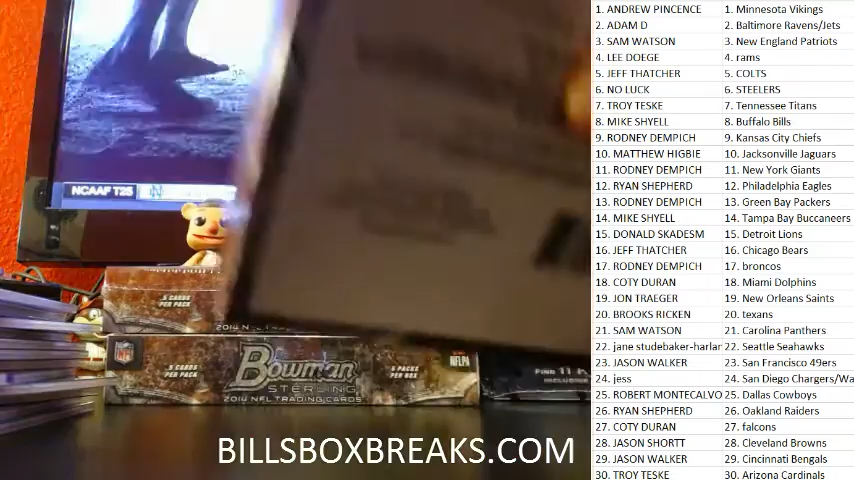 NCAAF T25
5 CARDS
PER PACK
2014 N
NFL
5 CARDS
PER PACK
Bowman
STERLING
2014 NFL TRADING CARDS
5 PACKS
PER BOX
NFLPA
FIND 11
BILLSBOXBREAKS.COM
1. ANDREW PINCENCE 1. Minnesota Vikings
2. ADAM D 2. Baltimore Ravens/Jets
3. SAM WATSON 3. New England Patriots
4. LEE DOEGE 4. rams
5. JEFF THATCHER 5. COLTS
6. NO LUCK 6. STEELERS
7. TROY TESKE 7. Tennessee Titans
8. MIKE SHYELL 8. Buffalo Bills
9. RODNEY DEMPICH 9. Kansas City Chiefs
10. MATTHEW HIGBIE 10. Jacksonville Jaguars
11. RODNEY DEMPICH 11. New York Giants
12. RYAN SHEPHERD 12. Philadelphia Eagles
13. RODNEY DEMPICH 13. Green Bay Packers
14. MIKE SHYELL 14. Tampa Bay Buccaneers
15. DONALD SKADESM 15. Detroit Lions
16. JEFF THATCHER 16. Chicago Bears
17. RODNEY DEMPICH 17. broncos
18. COTY DURAN 18. Miami Dolphins
19. JON TRAEGER 19. New Orleans Saints
20. BROOKS RICKEN 20. texans
21. SAM WATSON 21. Carolina Panthers
22. jane studebaker-harlar 22. Seattle Seahawks
23. JASON WALKER 23. San Francisco 49ers
24. jess 24. San Diego Chargers/Wa
25. ROBERT MONTECALVO 25. Dallas Cowboys
26. RYAN SHEPHERD 26. Oakland Raiders
27. COTY DURAN 27. falcons
28. JASON SHORTT 28. Cleveland Browns
29. JASON WALKER 29. Cincinnati Bengals
30. TROY TESKE 30. Arizona Cardinals